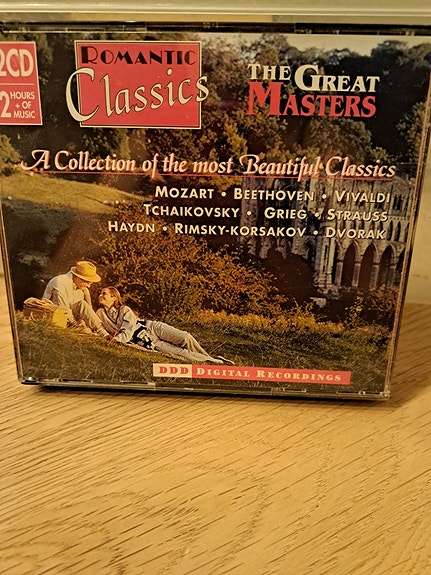 2CD
2 HOURS
+ OF
MUSIC
ROMANTIC
Classics
THE GREAT
MASTERS
A Collection of the most Beautiful Classics
MOZART • BEETHOVEN • VIVALDI
TCHAIKOVSKY • GRIEG • STRAUSS
HAYDN • RIMSKY-KORSAKOV • DVORAK
DDD DIGITAL RECORDINGS